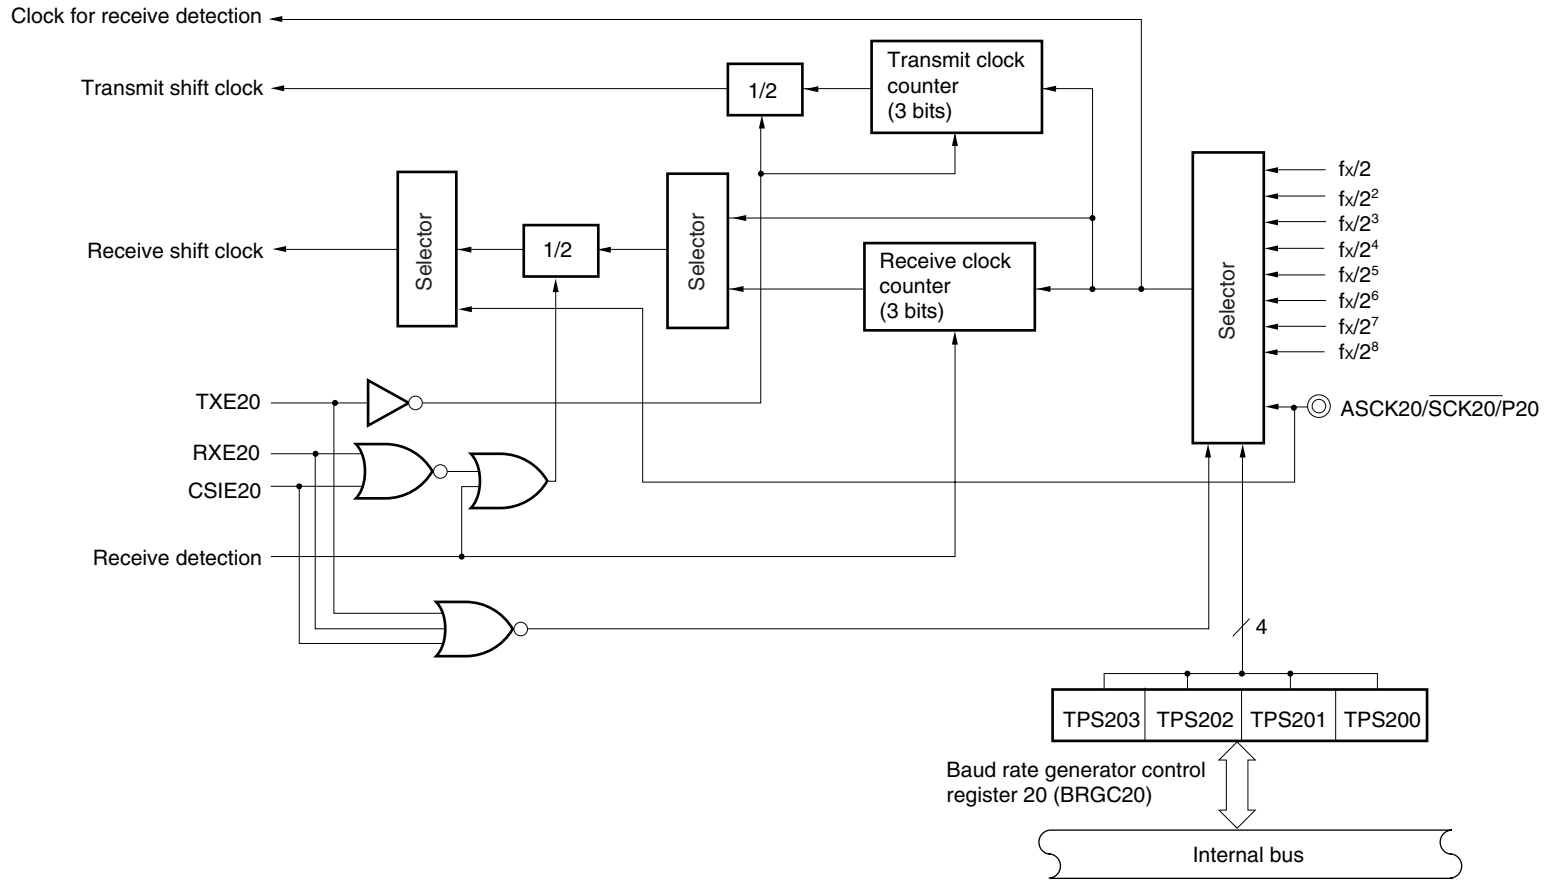 Clock for receive detection
Transmit shift clock
1/2
Transmit clock
counter
(3 bits)
Receive shift clock
Selector
1/2
Selector
Receive clock
counter
(3 bits)
Selector
fx/2
fx/2²
fx/2³
fx/2⁴
fx/2⁵
fx/2⁶
fx/2⁷
fx/2⁸
ASCK20/S̅C̅K̅2̅0̅/P20
TXE20
RXE20
CSIE20
Receive detection
4
TPS203 TPS202 TPS201 TPS200
Baud rate generator control
register 20 (BRGC20)
Internal bus